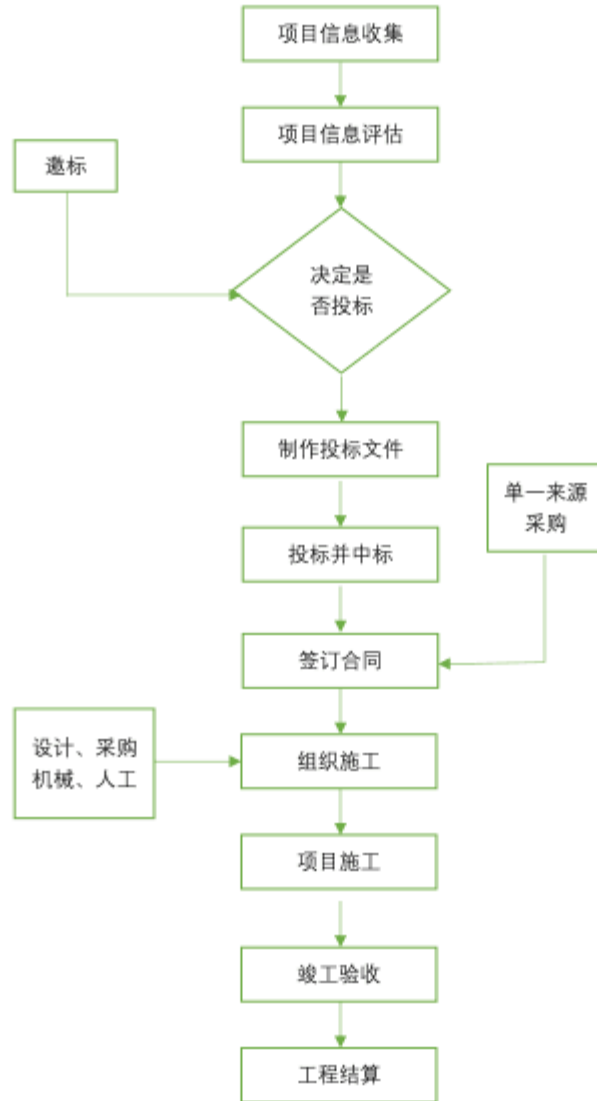 项目信息收集
项目信息评估
邀标
决定是
否投标
制作投标文件
单一来源
采购
投标并中标
签订合同
设计、采购
机械、人工
组织施工
项目施工
竣工验收
工程结算